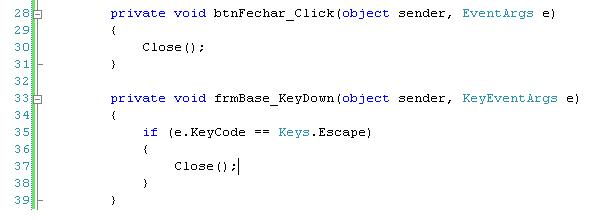 28 private void btnFechar_Click(object sender, EventArgs e)
29 {
30 Close();
31 }
32
33 private void frmBase_KeyDown(object sender, KeyEventArgs e)
34 {
35 if (e.KeyCode == Keys.Escape)
36 {
37 Close();
38 }
39 }